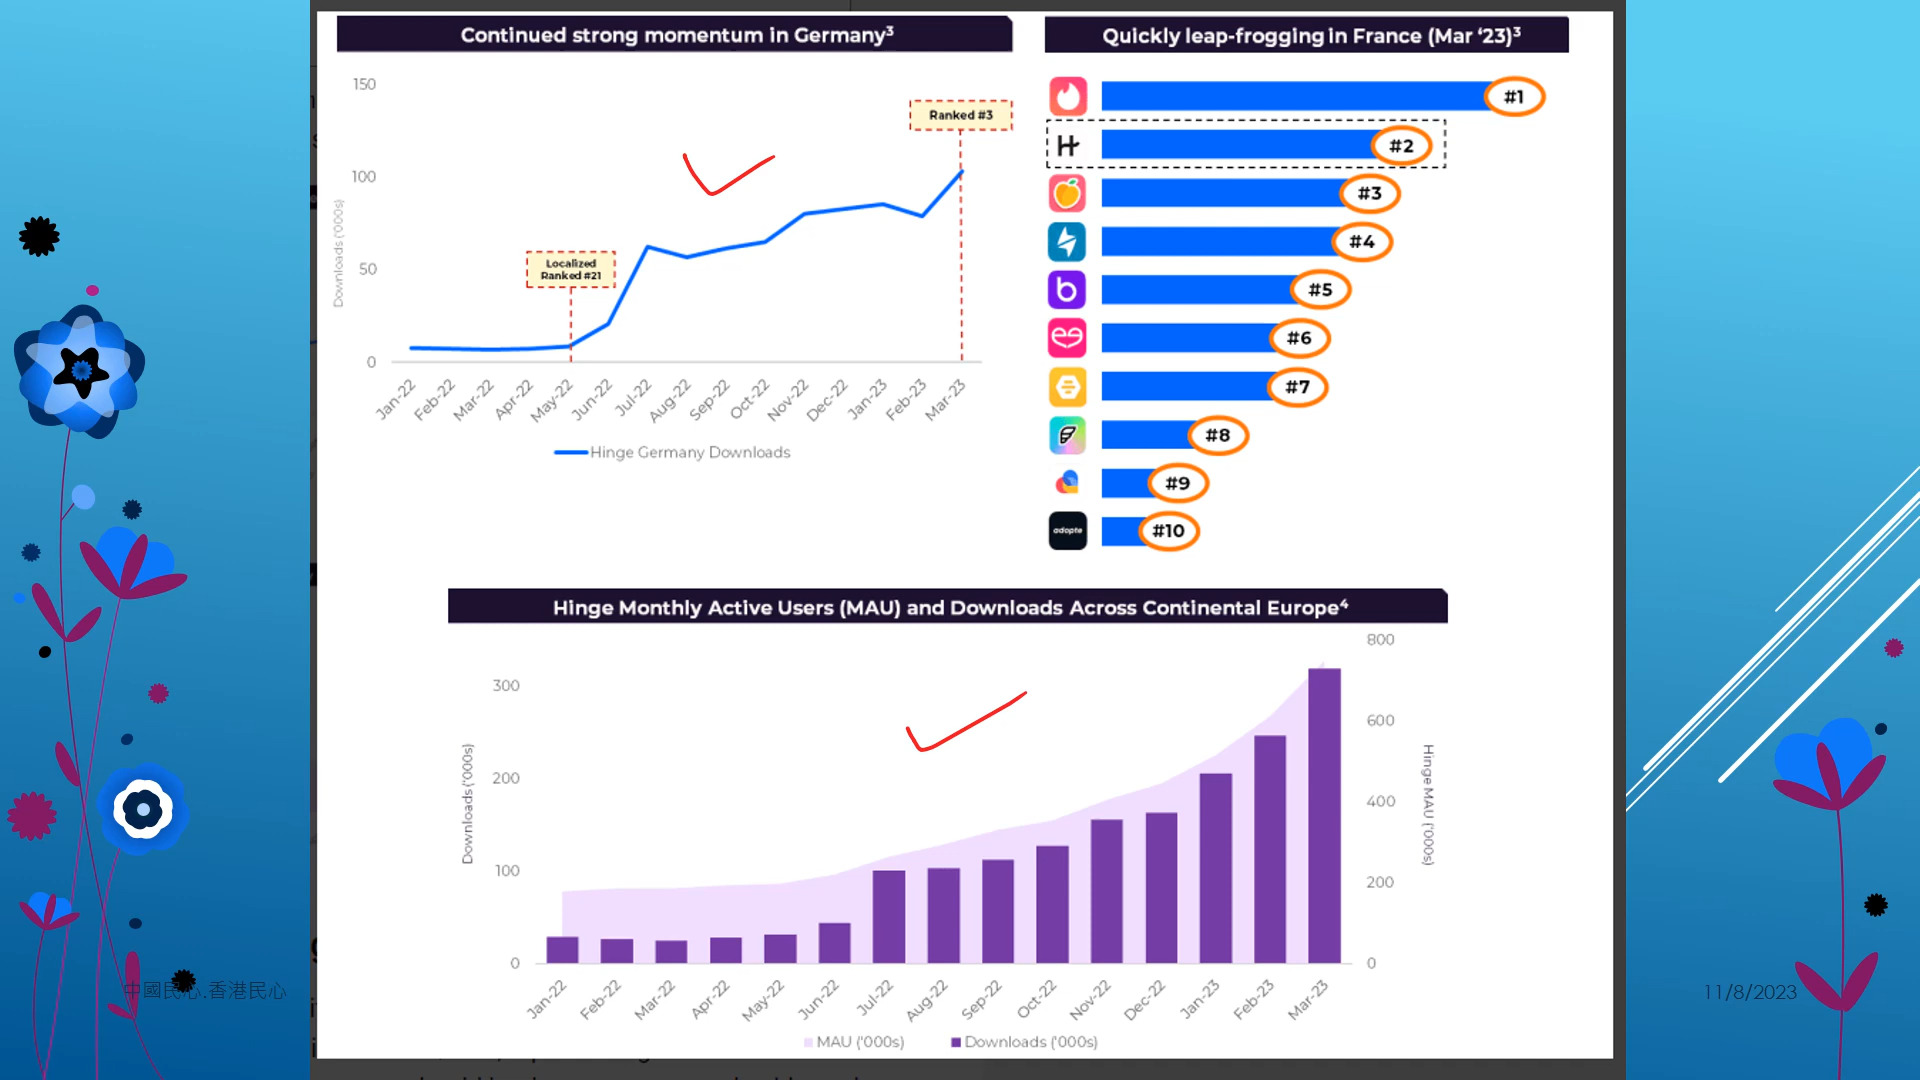 Continued strong momentum in Germany³
150
100
50
0
Downloads ('000s)
Localized
Ranked #21
Ranked #3
Jan-22
Feb-22
Mar-22
Apr-22
May-22
Jun-22
Jul-22
Aug-22
Sep-22
Oct-22
Nov-22
Dec-22
Jan-23
Feb-23
Mar-23
Hinge Germany Downloads
Quickly leap-frogging in France (Mar ‘23)³
#1
#2
#3
#4
#5
#6
#7
#8
#9
adopte
#10
Hinge Monthly Active Users (MAU) and Downloads Across Continental Europe⁴
300
200
100
0
Downloads ('000s)
800
600
400
200
0
Hinge MAU ('000s)
Jan-22
Feb-22
Mar-22
Apr-22
May-22
Jun-22
Jul-22
Aug-22
Sep-22
Oct-22
Nov-22
Dec-22
Jan-23
Feb-23
Mar-23
MAU ('000s)
Downloads ('000s)
中國民心.香港民心
11/8/2023